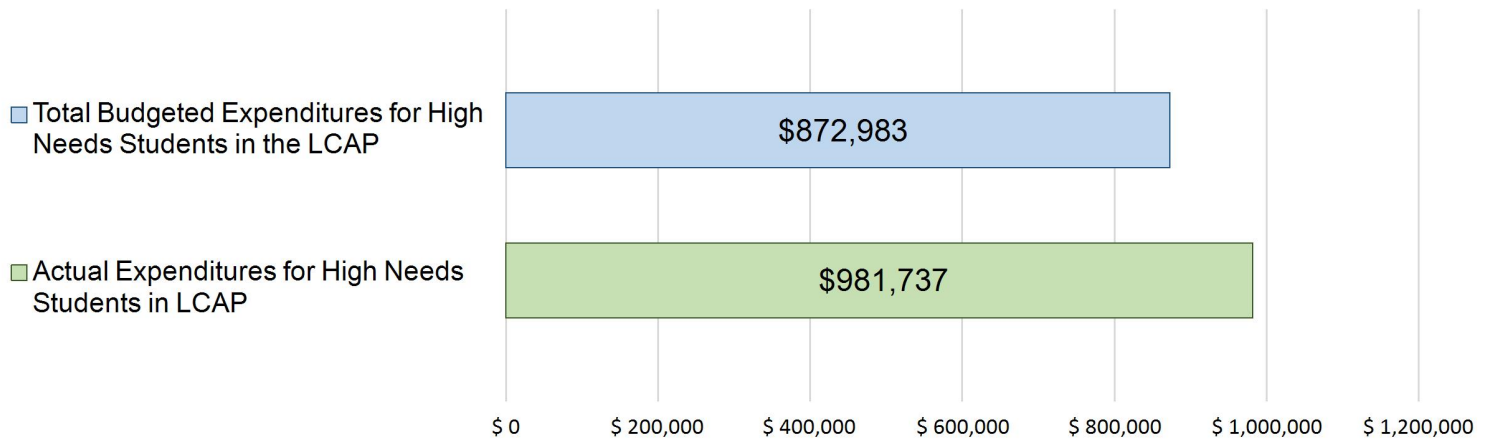 Total Budgeted Expenditures for High
Needs Students in the LCAP
$872,983
Actual Expenditures for High Needs
Students in LCAP
$981,737
$ 0
$ 200,000
$ 400,000
$ 600,000
$ 800,000
$ 1,000,000
$ 1,200,000